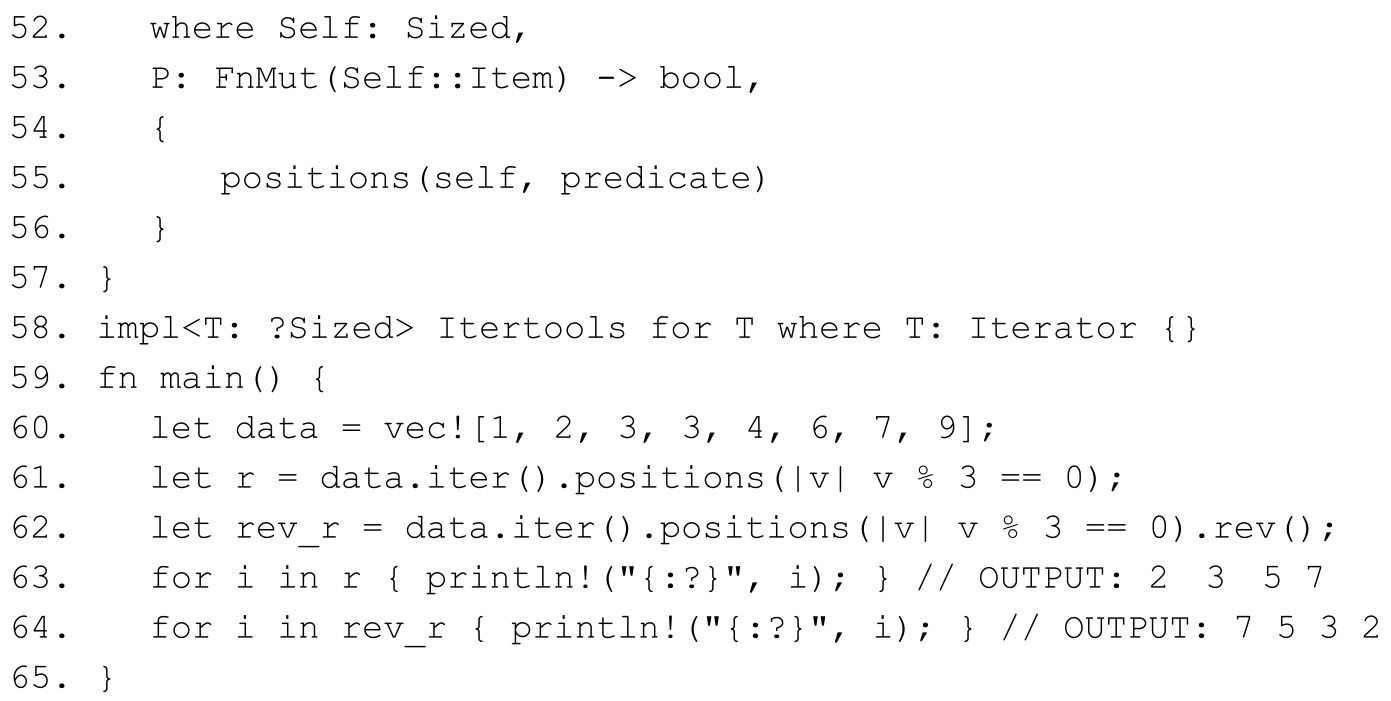 52.    where Self: Sized,
53.    P: FnMut(Self::Item) -> bool,
54.    {
55.        positions(self, predicate)
56.    }
57. }
58. impl<T: ?Sized> Itertools for T where T: Iterator {}
59. fn main() {
60.    let data = vec![1, 2, 3, 3, 4, 6, 7, 9];
61.    let r = data.iter().positions(|v| v % 3 == 0);
62.    let rev_r = data.iter().positions(|v| v % 3 == 0).rev();
63.    for i in r { println!("{:?}", i); } // OUTPUT: 2  3  5 7
64.    for i in rev_r { println!("{:?}", i); } // OUTPUT: 7 5 3 2
65. }